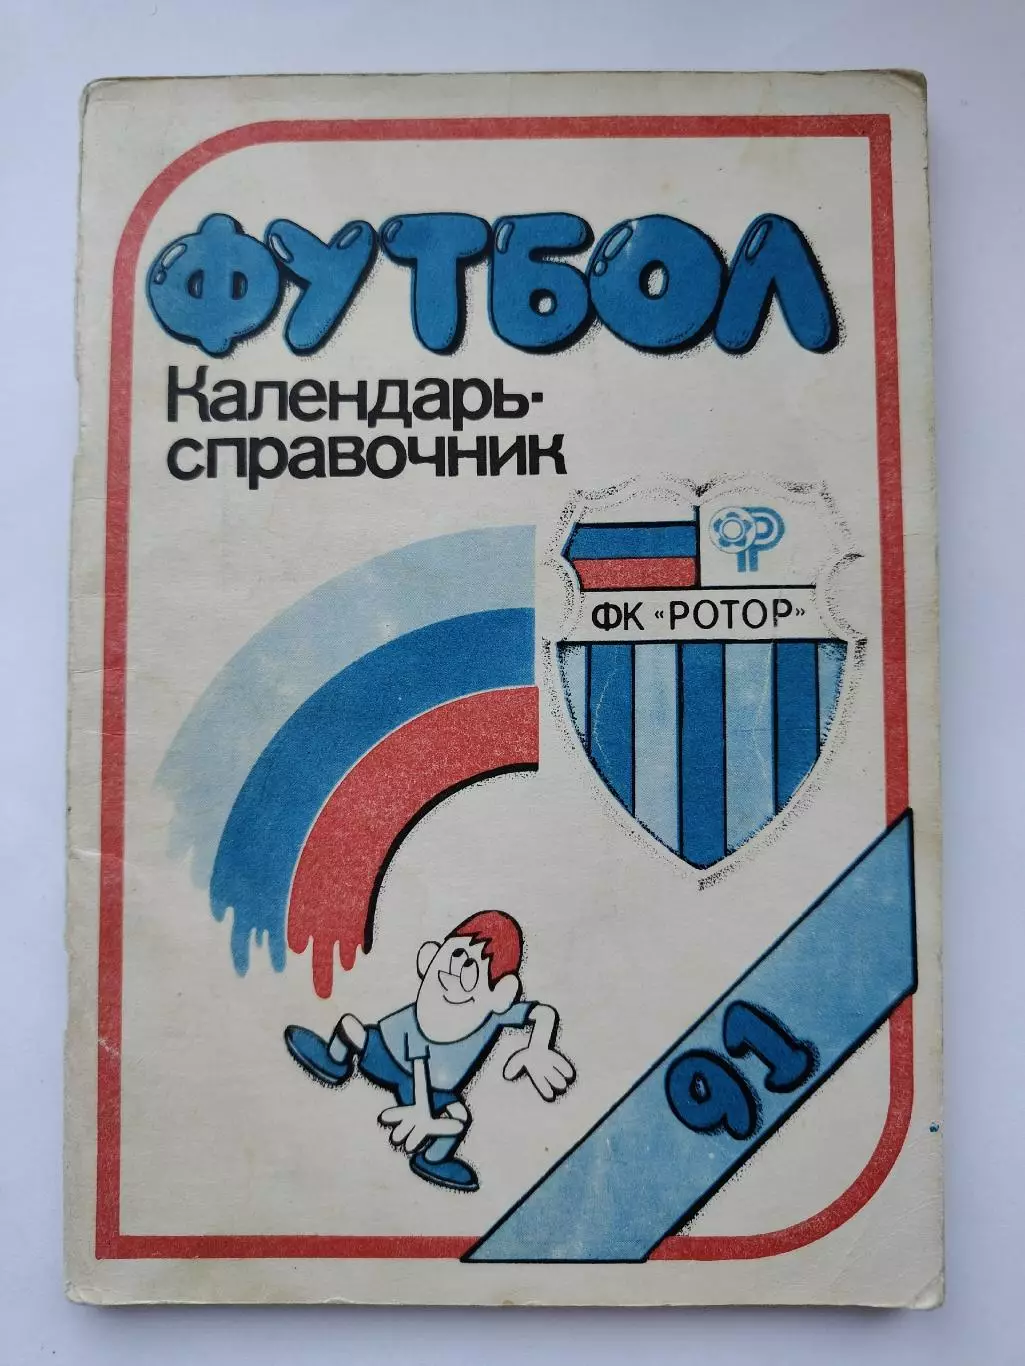 ФУТБОЛ
Календарь-
справочник
ФК «РОТОР»
91